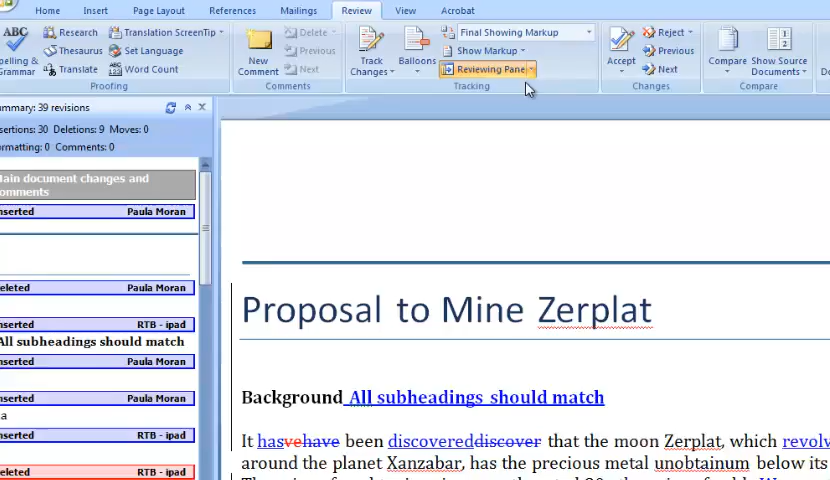 Home Insert Page Layout References Mailings Review View Acrobat
ABC
Spelling &
Grammar
Research
Thesaurus
Translate
Translation ScreenTip
Set Language
Word Count
Proofing
New
Comment
Delete
Previous
Next
Comments
Track
Changes
Balloons
Final Showing Markup
Show Markup
Reviewing Pane
Tracking
Accept
Reject
Previous
Next
Changes
Compare
Show Source
Documents
Compare
ummary: 39 revisions
sertions: 30 Deletions: 9 Moves: 0
ormatting: 0 Comments: 0
Main document changes and
omments
nserted Paula Moran
eleted Paula Moran
nserted RTB - ipad
All subheadings should match
nserted Paula Moran
nserted Paula Moran
a
nserted RTB - ipad
eleted RTB - ipad
Proposal to Mine Zerplat
Background All subheadings should match
It hasvehave been discovereddiscover that the moon Zerplat, which revolv
around the planet Xanzabar, has the precious metal unobtainum below its